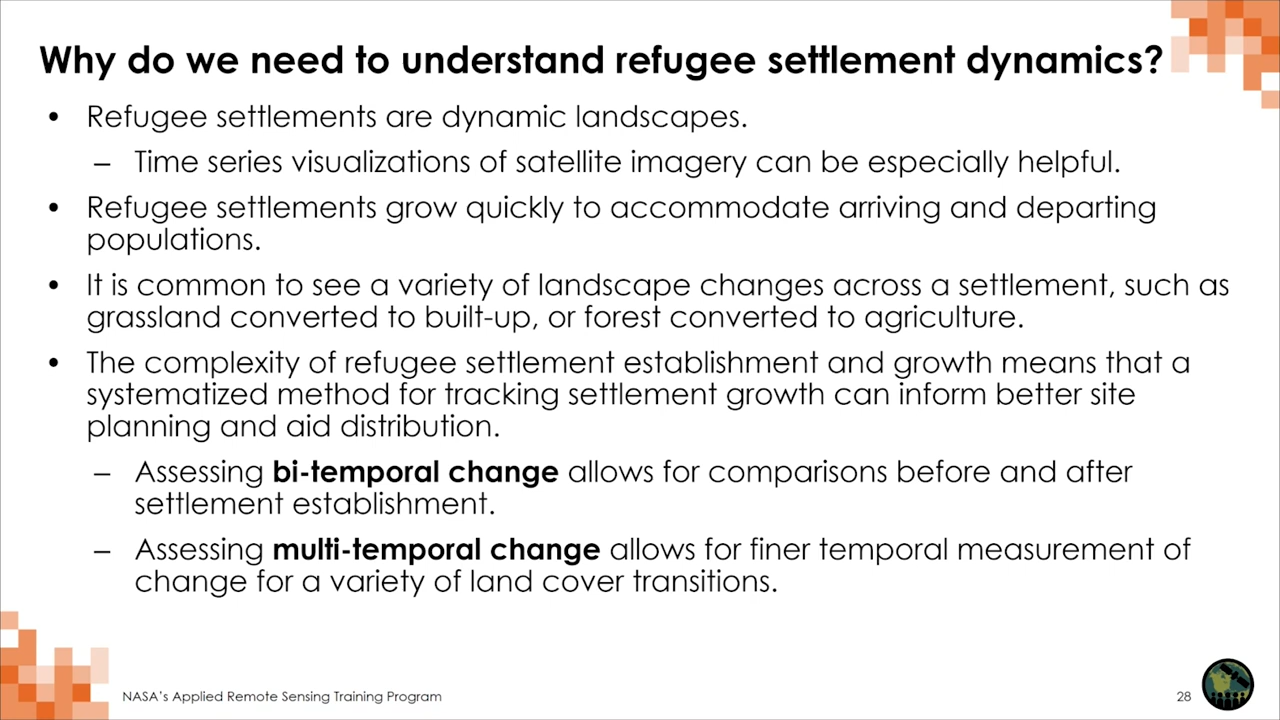 Why do we need to understand refugee settlement dynamics?
• Refugee settlements are dynamic landscapes.
– Time series visualizations of satellite imagery can be especially helpful.
• Refugee settlements grow quickly to accommodate arriving and departing
populations.
• It is common to see a variety of landscape changes across a settlement, such as
grassland converted to built-up, or forest converted to agriculture.
• The complexity of refugee settlement establishment and growth means that a
systematized method for tracking settlement growth can inform better site
planning and aid distribution.
– Assessing bi-temporal change allows for comparisons before and after
settlement establishment.
– Assessing multi-temporal change allows for finer temporal measurement of
change for a variety of land cover transitions.
NASA's Applied Remote Sensing Training Program
28